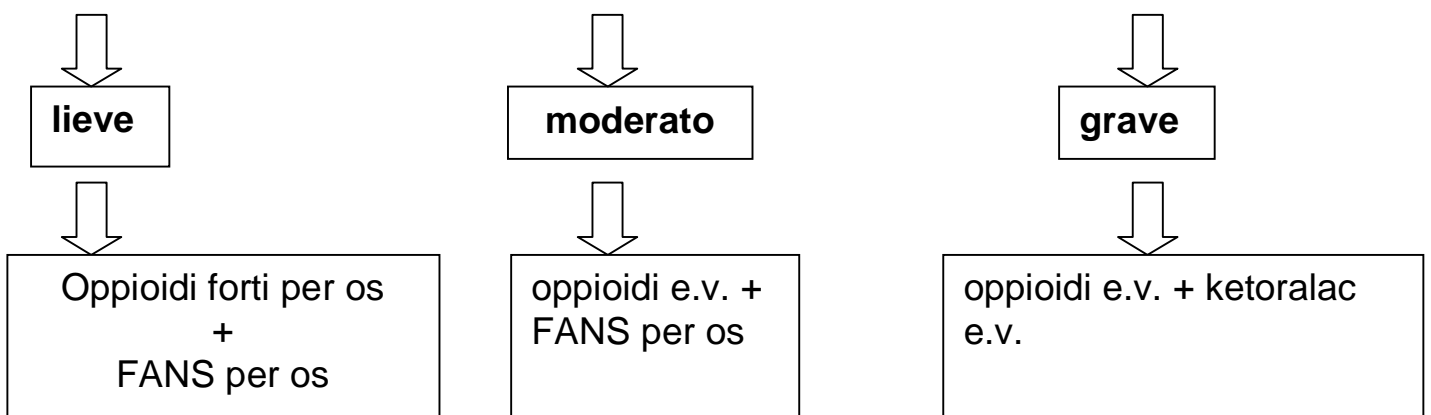 lieve
moderato
grave
Oppioidi forti per os
+
FANS per os
oppioidi e.v. +
FANS per os
oppioidi e.v. + ketoralac
e.v.